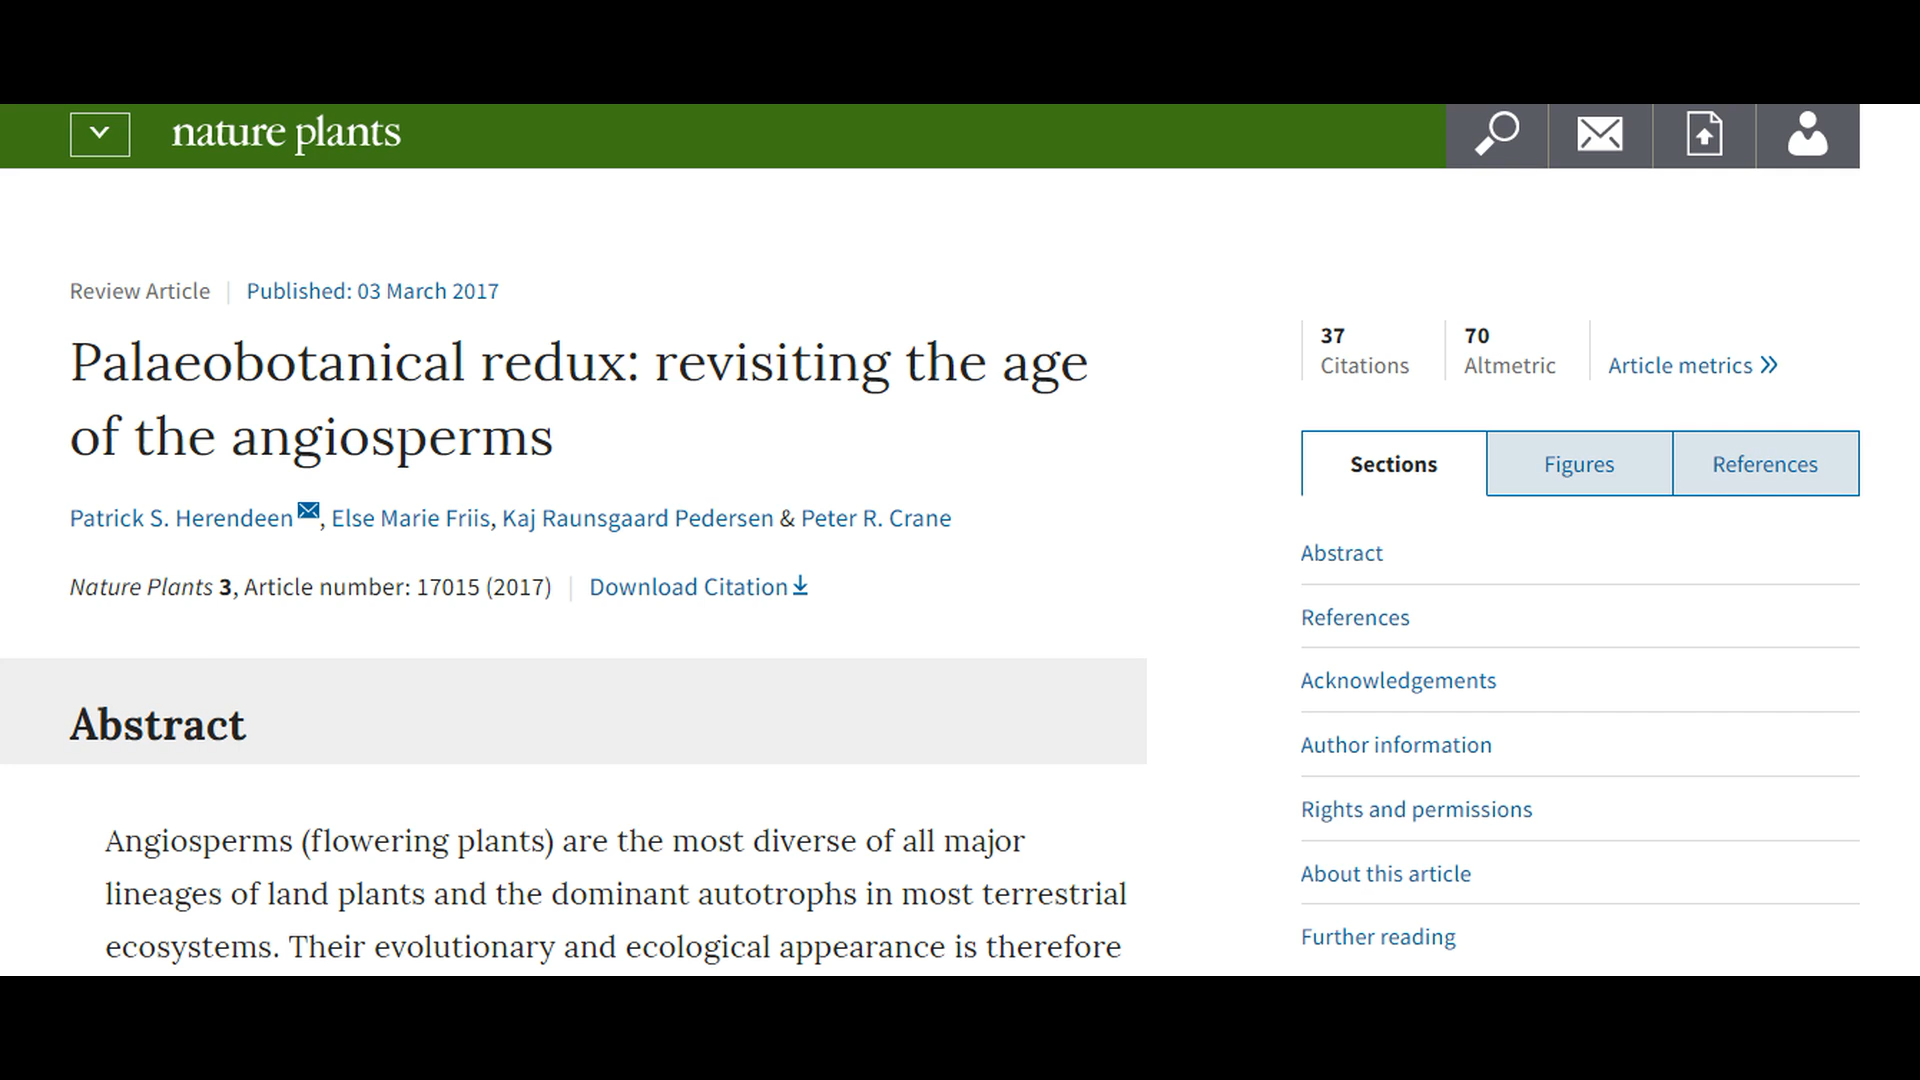 nature plants
Review Article | Published: 03 March 2017
Palaeobotanical redux: revisiting the age
of the angiosperms
Patrick S. Herendeen, Else Marie Friis, Kaj Raunsgaard Pedersen & Peter R. Crane
Nature Plants 3, Article number: 17015 (2017) | Download Citation
Abstract
Angiosperms (flowering plants) are the most diverse of all major
lineages of land plants and the dominant autotrophs in most terrestrial
ecosystems. Their evolutionary and ecological appearance is therefore
37
Citations
70
Altmetric
Article metrics
Sections
Figures
References
Abstract
References
Acknowledgements
Author information
Rights and permissions
About this article
Further reading